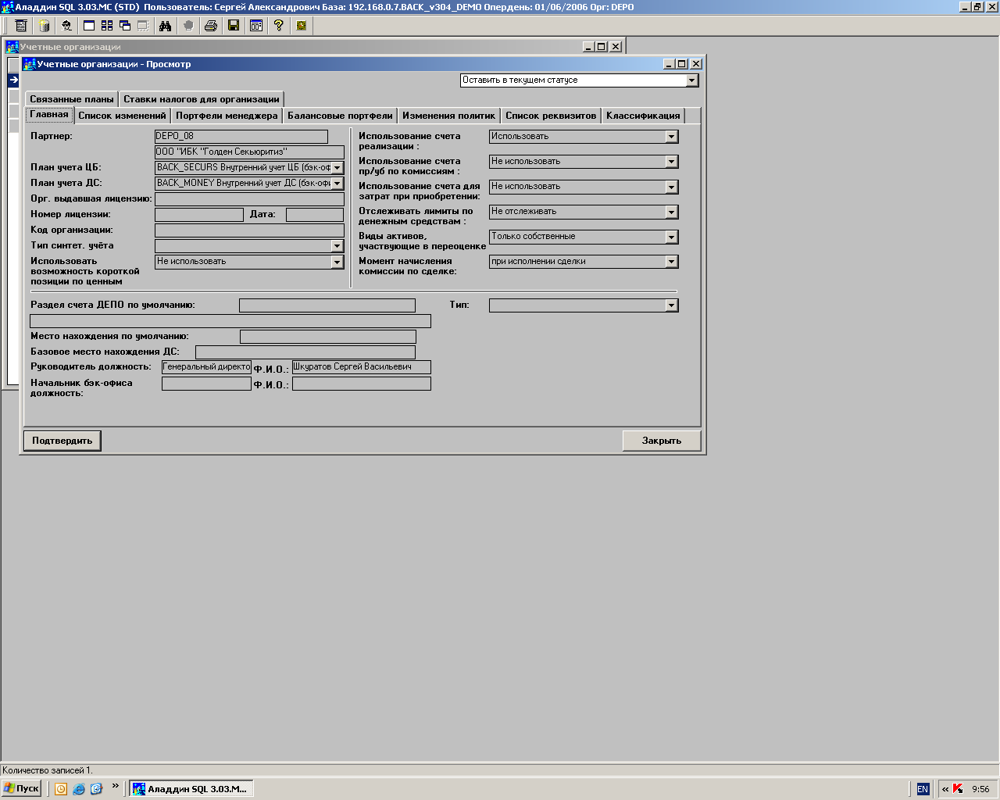 Аладдин SQL 3.03.MC (STD)  Пользователь: Сергей Александрович База: 192.168.0.7.BACK_v304_DEMO Опердень: 01/06/2006 Орг: DEPO
Учетные организации
Учетные организации - Просмотр
Оставить в текущем статусе
Связанные планы
Ставки налогов для организации
Главная
Список изменений
Портфели менеджера
Балансовые портфели
Изменения политик
Список реквизитов
Классификация
Партнер:
DEPO_08
ООО "ИБК "Голден Секьюритиз"
План учета ЦБ:
BACK_SECURS Внутренний учет ЦБ (бэк-оф
План учета ДС:
BACK_MONEY Внутренний учет ДС (бэк-офи
Орг. выдавшая лицензию:
Номер лицензии:
Дата:
Код организации:
Тип синтет. учёта
Использовать
возможность короткой
позиции по ценным
Не использовать
Использование счета
реализации :
Использовать
Использование счета
пр/уб по комиссиям :
Не использовать
Использование счета для
затрат при приобретении:
Не использовать
Отслеживать лимиты по
денежным средствам :
Не отслеживать
Виды активов,
участвующие в переоценке
Только собственные
Момент начисления
комиссии по сделке:
при исполнении сделки
Раздел счета ДЕПО по умолчанию:
Тип:
Место нахождения по умолчанию:
Базовое место нахождения ДС:
Руководитель должность:
Генеральный директо
Ф.И.О.:
Шкуратов Сергей Васильевич
Начальник бэк-офиса
должность:
Ф.И.О.:
Подтвердить
Закрыть
Количество записей 1.
Пуск
»
Аладдин SQL 3.03.M...
EN
«
9:56